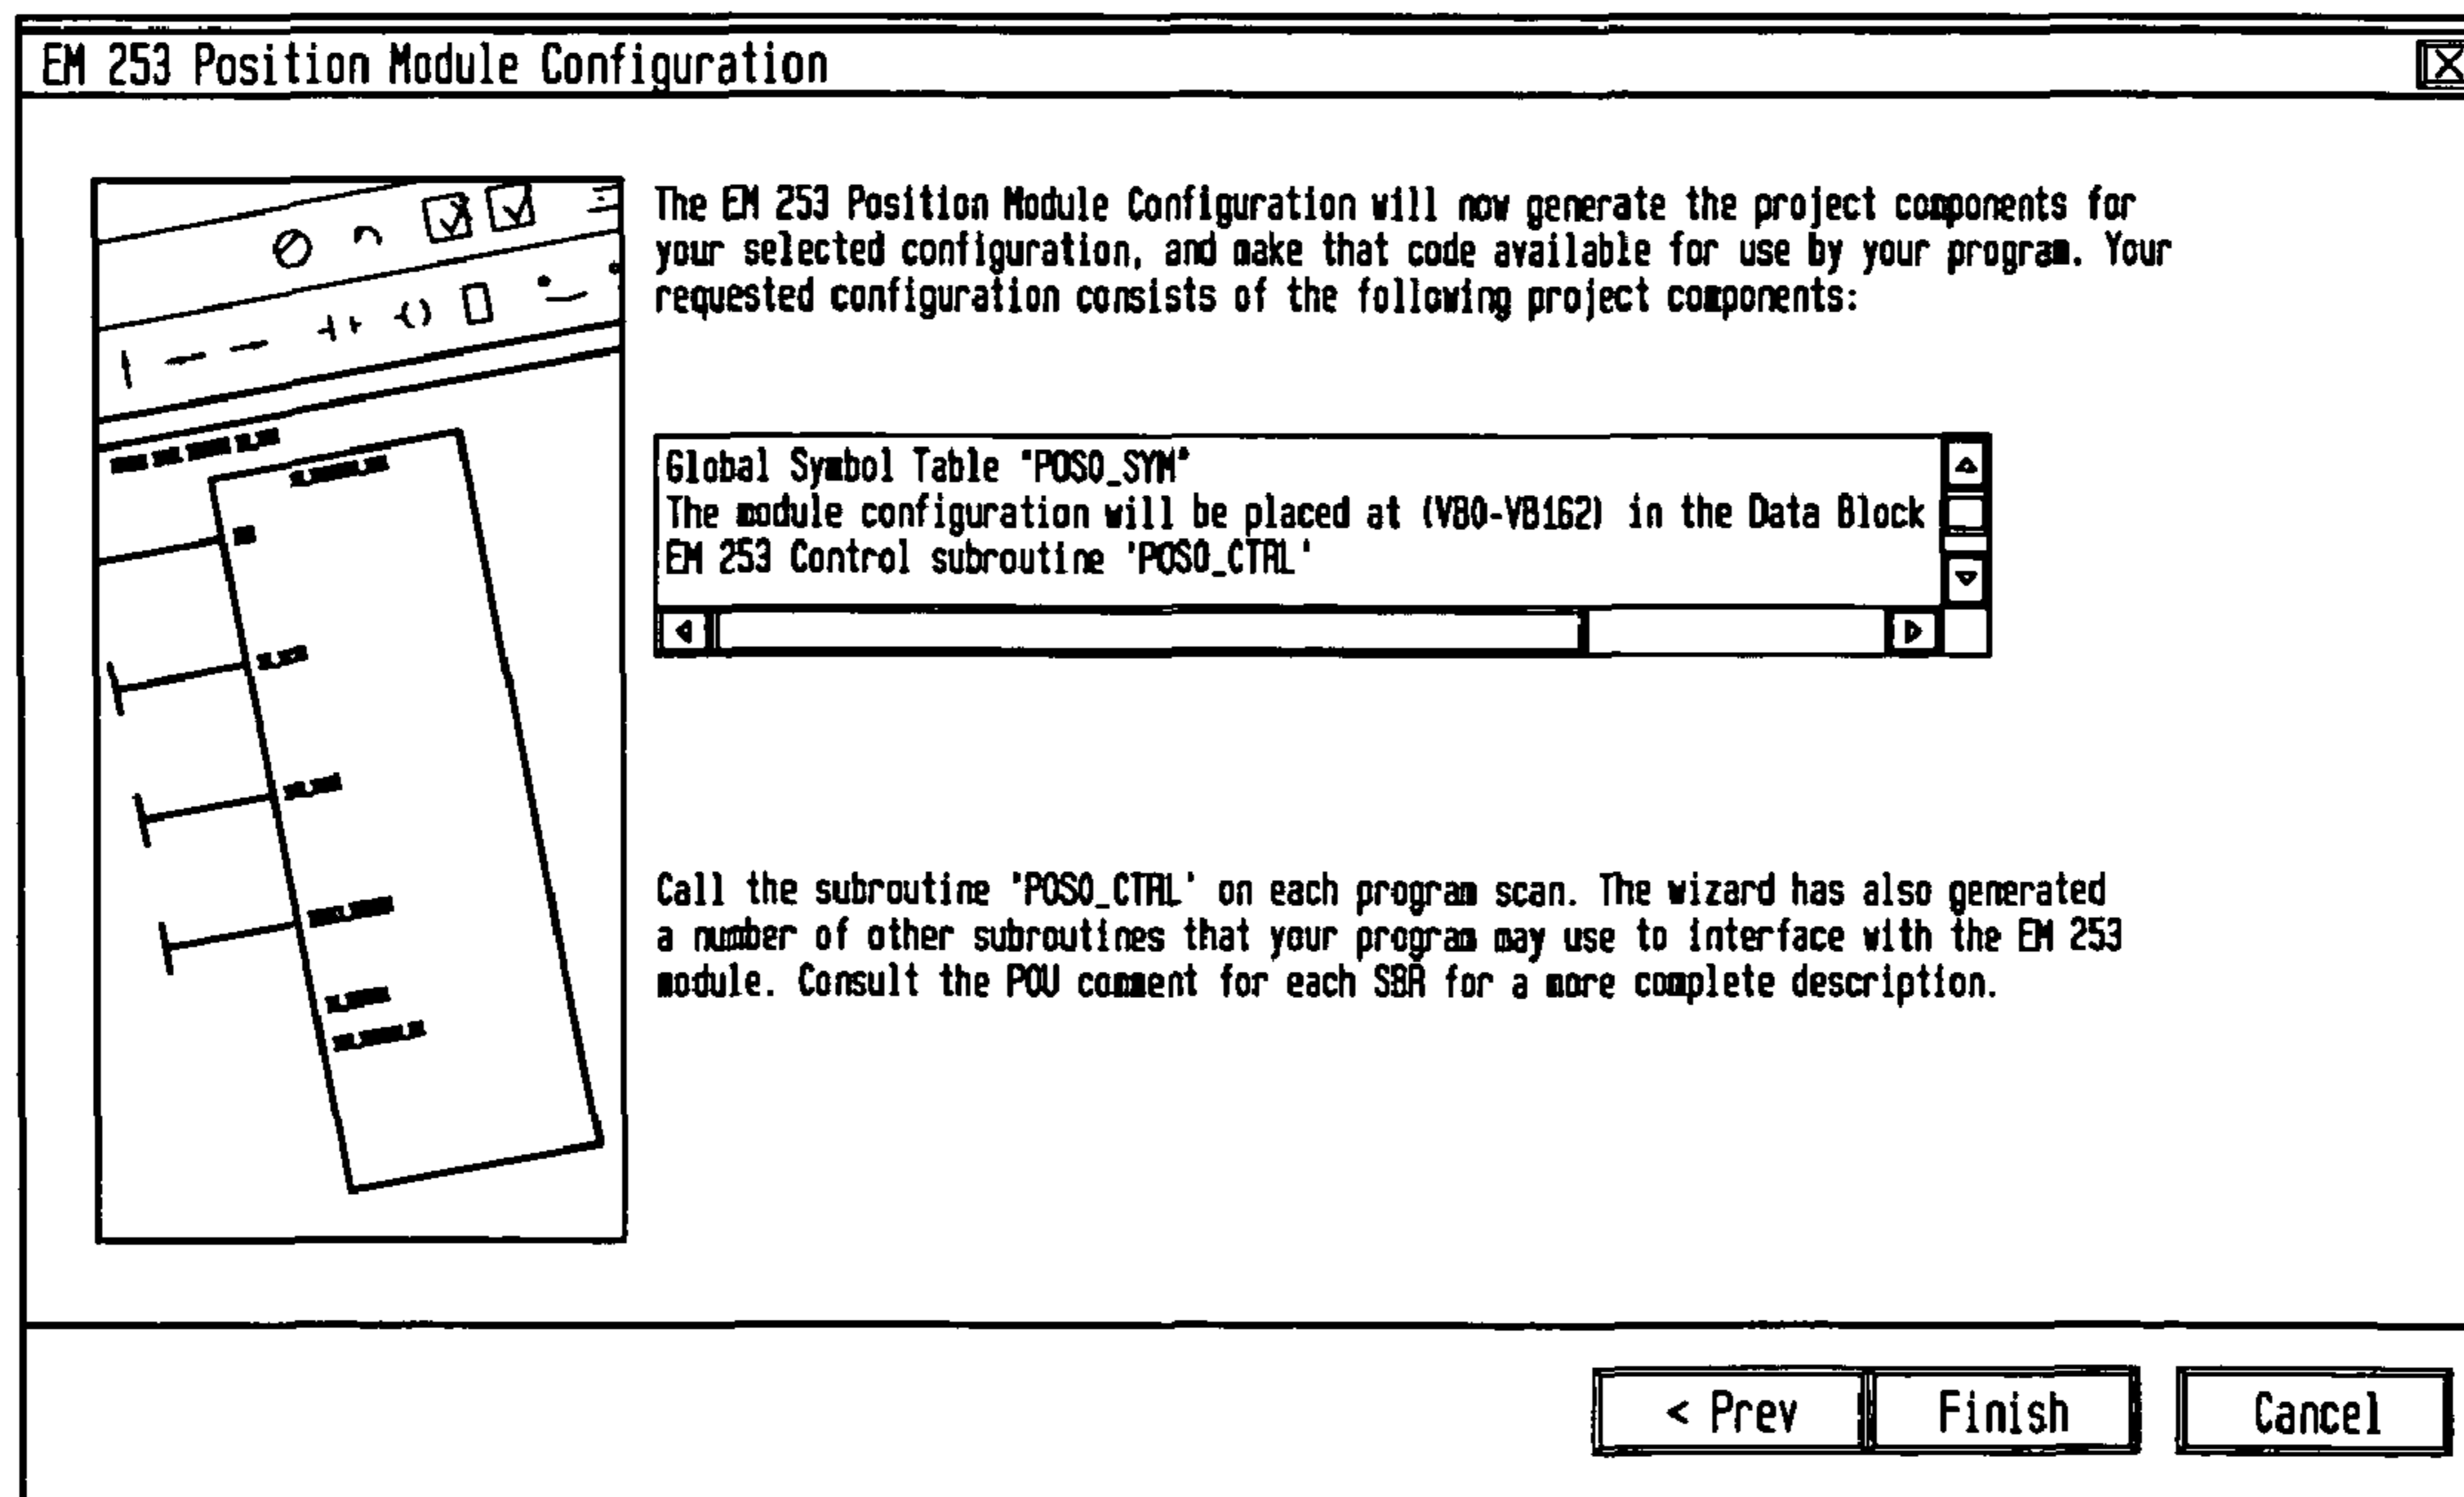 EM 253 Position Module Configuration
The EM 253 Position Module Configuration will now generate the project components for
your selected configuration, and make that code available for use by your program. Your
requested configuration consists of the following project components:
Global Symbol Table "POS0_SYM"
The module configuration will be placed at (VB0-VB162) in the Data Block
EM 253 Control subroutine 'POS0_CTRL'
Call the subroutine 'POS0_CTRL' on each program scan. The wizard has also generated
a number of other subroutines that your program may use to interface with the EM 253
module. Consult the POU comment for each SBR for a more complete description.
< Prev
Finish
Cancel